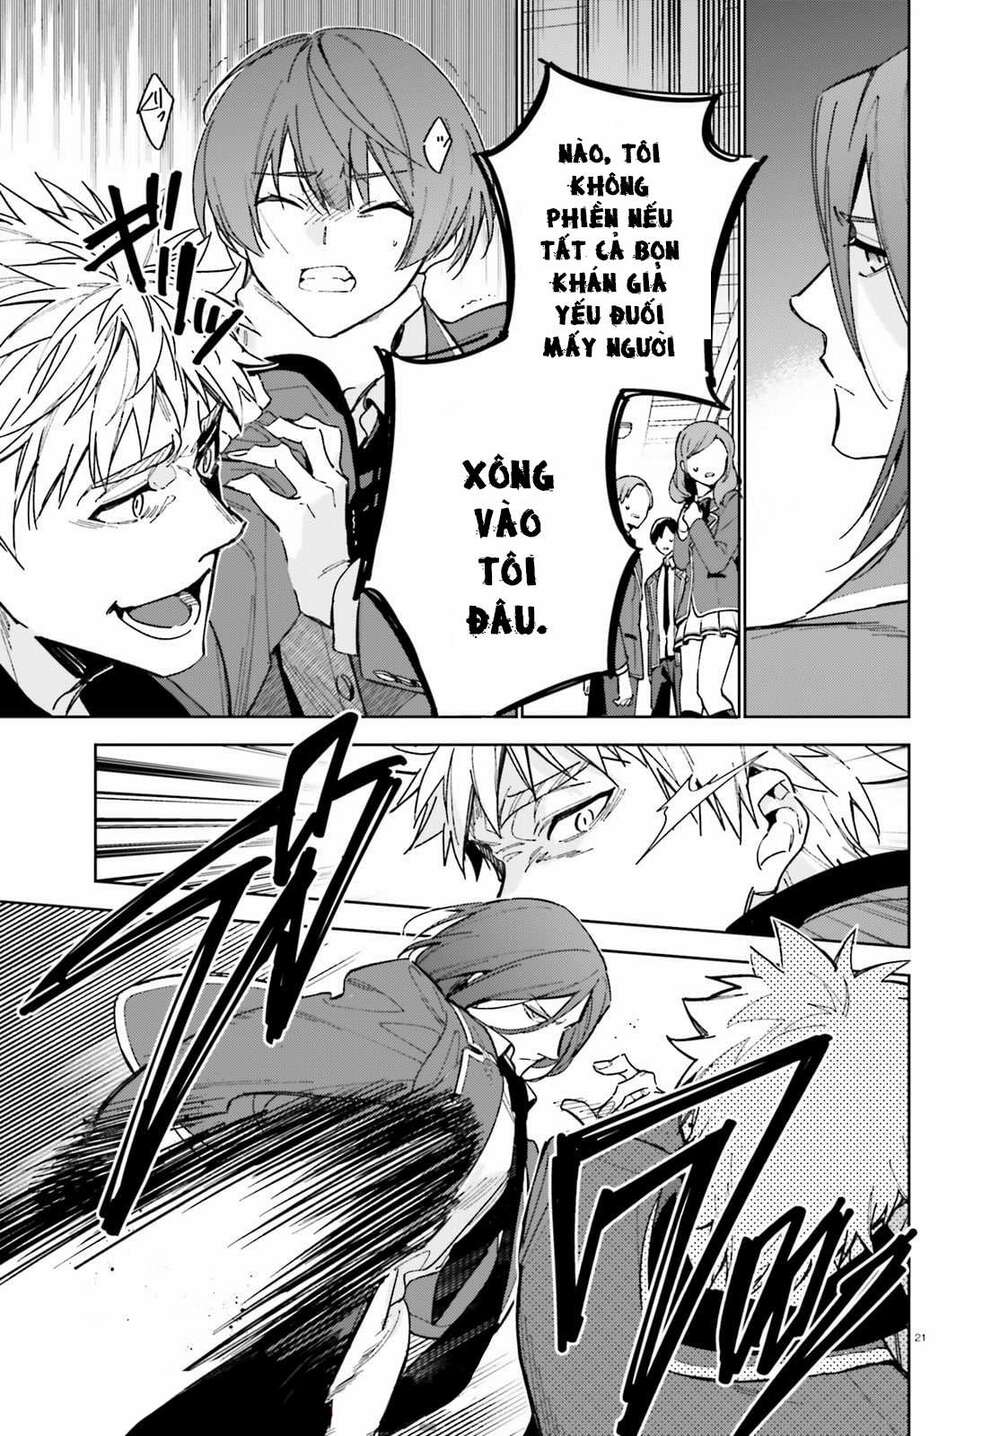 NÀO, TÔI
KHÔNG
PHIỀN NẾU
TẤT CẢ BỌN
KHÁN GIẢ
YẾU ĐUỐI
MẤY NGƯỜI
XÔNG
VÀO
TÔI
ĐÂU.
21